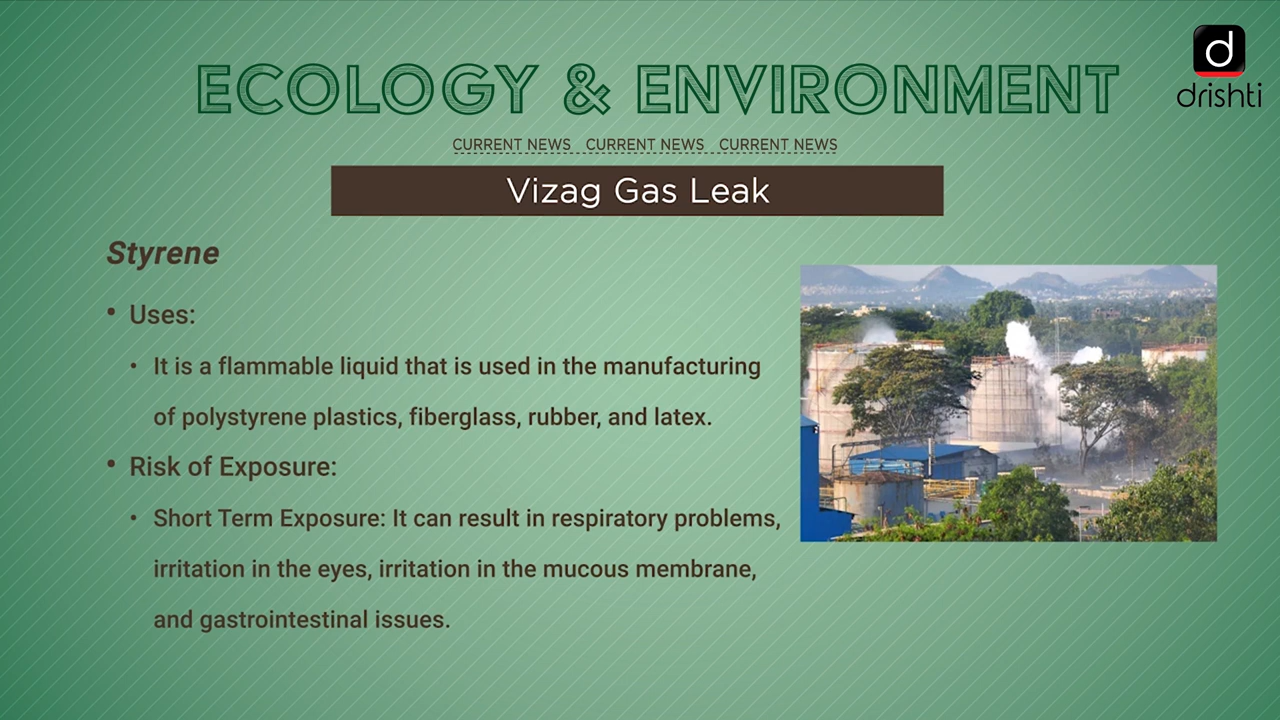 d
drishti
ECOLOGY & ENVIRONMENT
CURRENT NEWS CURRENT NEWS CURRENT NEWS
Vizag Gas Leak
Styrene
• Uses:
• It is a flammable liquid that is used in the manufacturing
of polystyrene plastics, fiberglass, rubber, and latex.
• Risk of Exposure:
• Short Term Exposure: It can result in respiratory problems,
irritation in the eyes, irritation in the mucous membrane,
and gastrointestinal issues.